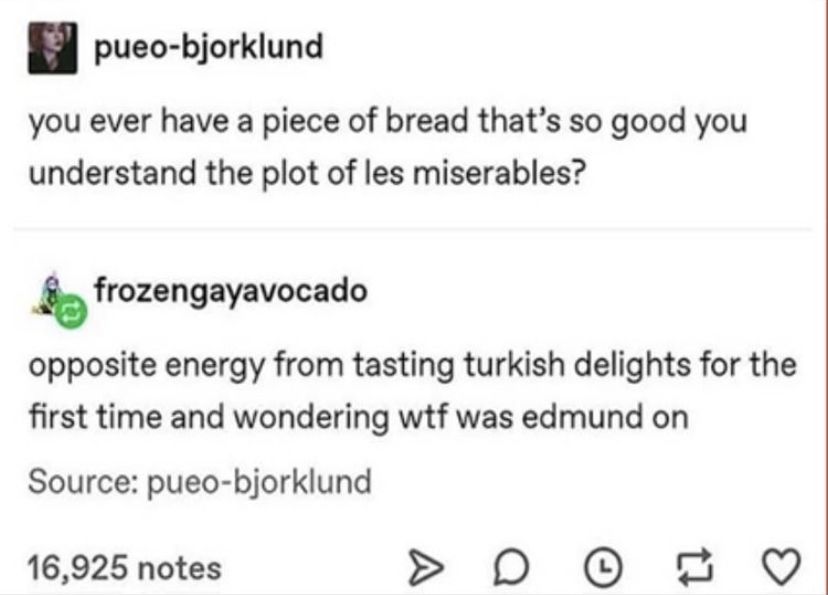 pueo-bjorklund
you ever have a piece of bread that's so good you
understand the plot of les miserables?
frozengayavocado
opposite energy from tasting turkish delights for the
first time and wondering wtf was edmund on
Source: pueo-bjorklund
16,925 notes